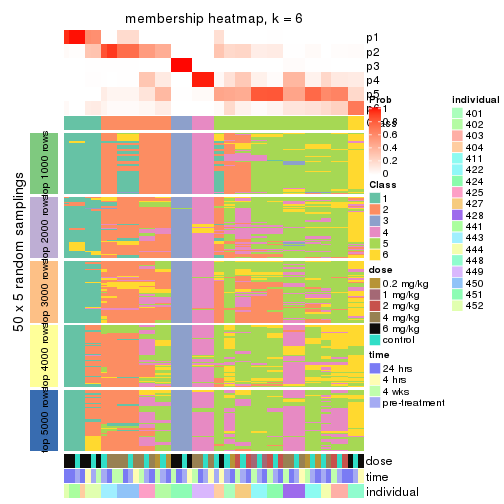 membership heatmap, k = 6
p1
p2
p3
p4
p5
50 x 5 random samplings
top 1000 rows
top 2000 rows
top 3000 rows
top 4000 rows
top 5000 rows
dose
time
individual
Prob
1
0.8
0.6
0.4
0.2
0
Class
1
2
3
4
5
6
dose
0.2 mg/kg
1 mg/kg
2 mg/kg
4 mg/kg
6 mg/kg
control
time
24 hrs
4 hrs
4 wks
pre-treatment
individual
401
402
403
404
411
422
424
425
427
428
441
443
444
448
449
450
451
452